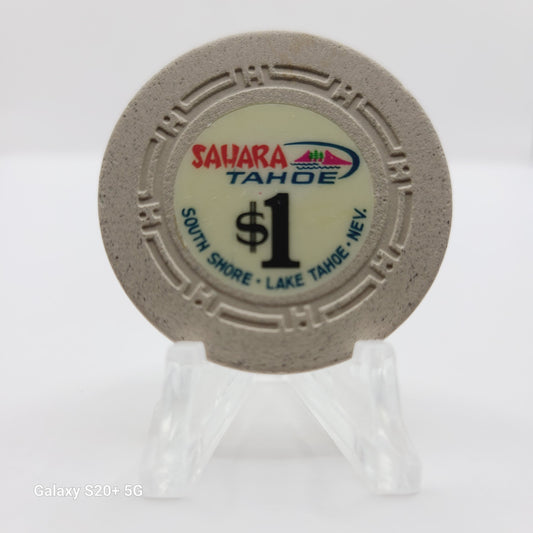 SAHARA
TAHOE
$1
SOUTH SHORE · LAKE TAHOE · NEV.
H H H H H H H H
Galaxy S20+ 5G